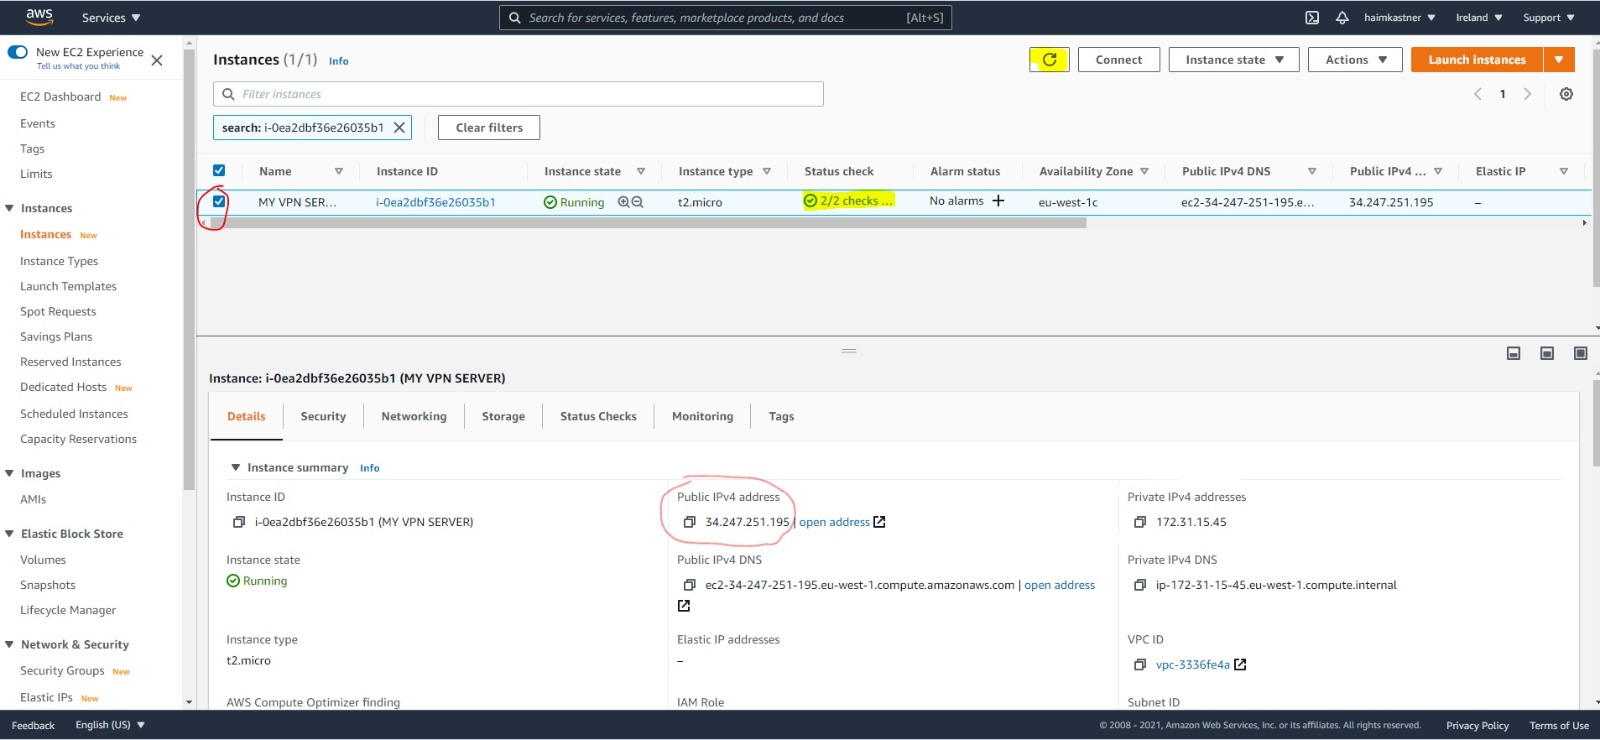 aws Services Search for services, features, marketplace products, and docs [Alt+S] haimkastner Ireland Support
New EC2 Experience
Tell us what you think
EC2 Dashboard New
Events
Tags
Limits
Instances
Instances New
Instance Types
Launch Templates
Spot Requests
Savings Plans
Reserved Instances
Dedicated Hosts New
Scheduled Instances
Capacity Reservations
Images
AMIs
Elastic Block Store
Volumes
Snapshots
Lifecycle Manager
Network & Security
Security Groups New
Elastic IPs New
Instances (1/1) Info Connect Instance state Actions Launch instances
Filter instances 1
search: i-0ea2dbf36e26035b1 Clear filters
Name Instance ID Instance state Instance type Status check Alarm status Availability Zone Public IPv4 DNS Public IPv4 ... Elastic IP
MY VPN SER... i-0ea2dbf36e26035b1 Running t2.micro 2/2 checks ... No alarms + eu-west-1c ec2-34-247-251-195.e... 34.247.251.195 –
Instance: i-0ea2dbf36e26035b1 (MY VPN SERVER)
Details Security Networking Storage Status Checks Monitoring Tags
Instance summary Info
Instance ID Public IPv4 address Private IPv4 addresses
i-0ea2dbf36e26035b1 (MY VPN SERVER) 34.247.251.195 | open address 172.31.15.45
Instance state Public IPv4 DNS Private IPv4 DNS
Running ec2-34-247-251-195.eu-west-1.compute.amazonaws.com | open address ip-172-31-15-45.eu-west-1.compute.internal
Instance type Elastic IP addresses VPC ID
t2.micro – vpc-3336fe4a
AWS Compute Optimizer finding IAM Role Subnet ID
Feedback English (US) © 2008 - 2021, Amazon Web Services, Inc. or its affiliates. All rights reserved. Privacy Policy Terms of Use